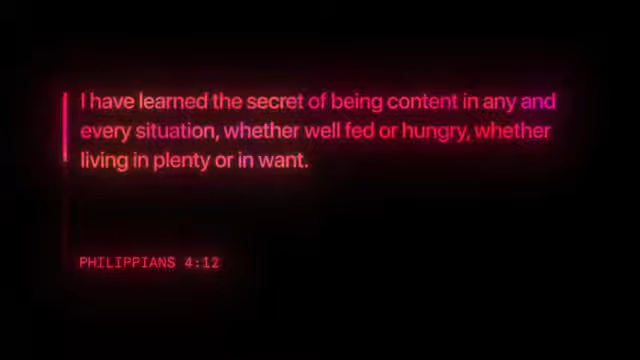 I have learned the secret of being content in any and
every situation, whether well fed or hungry, whether
living in plenty or in want.
PHILIPPIANS 4:12